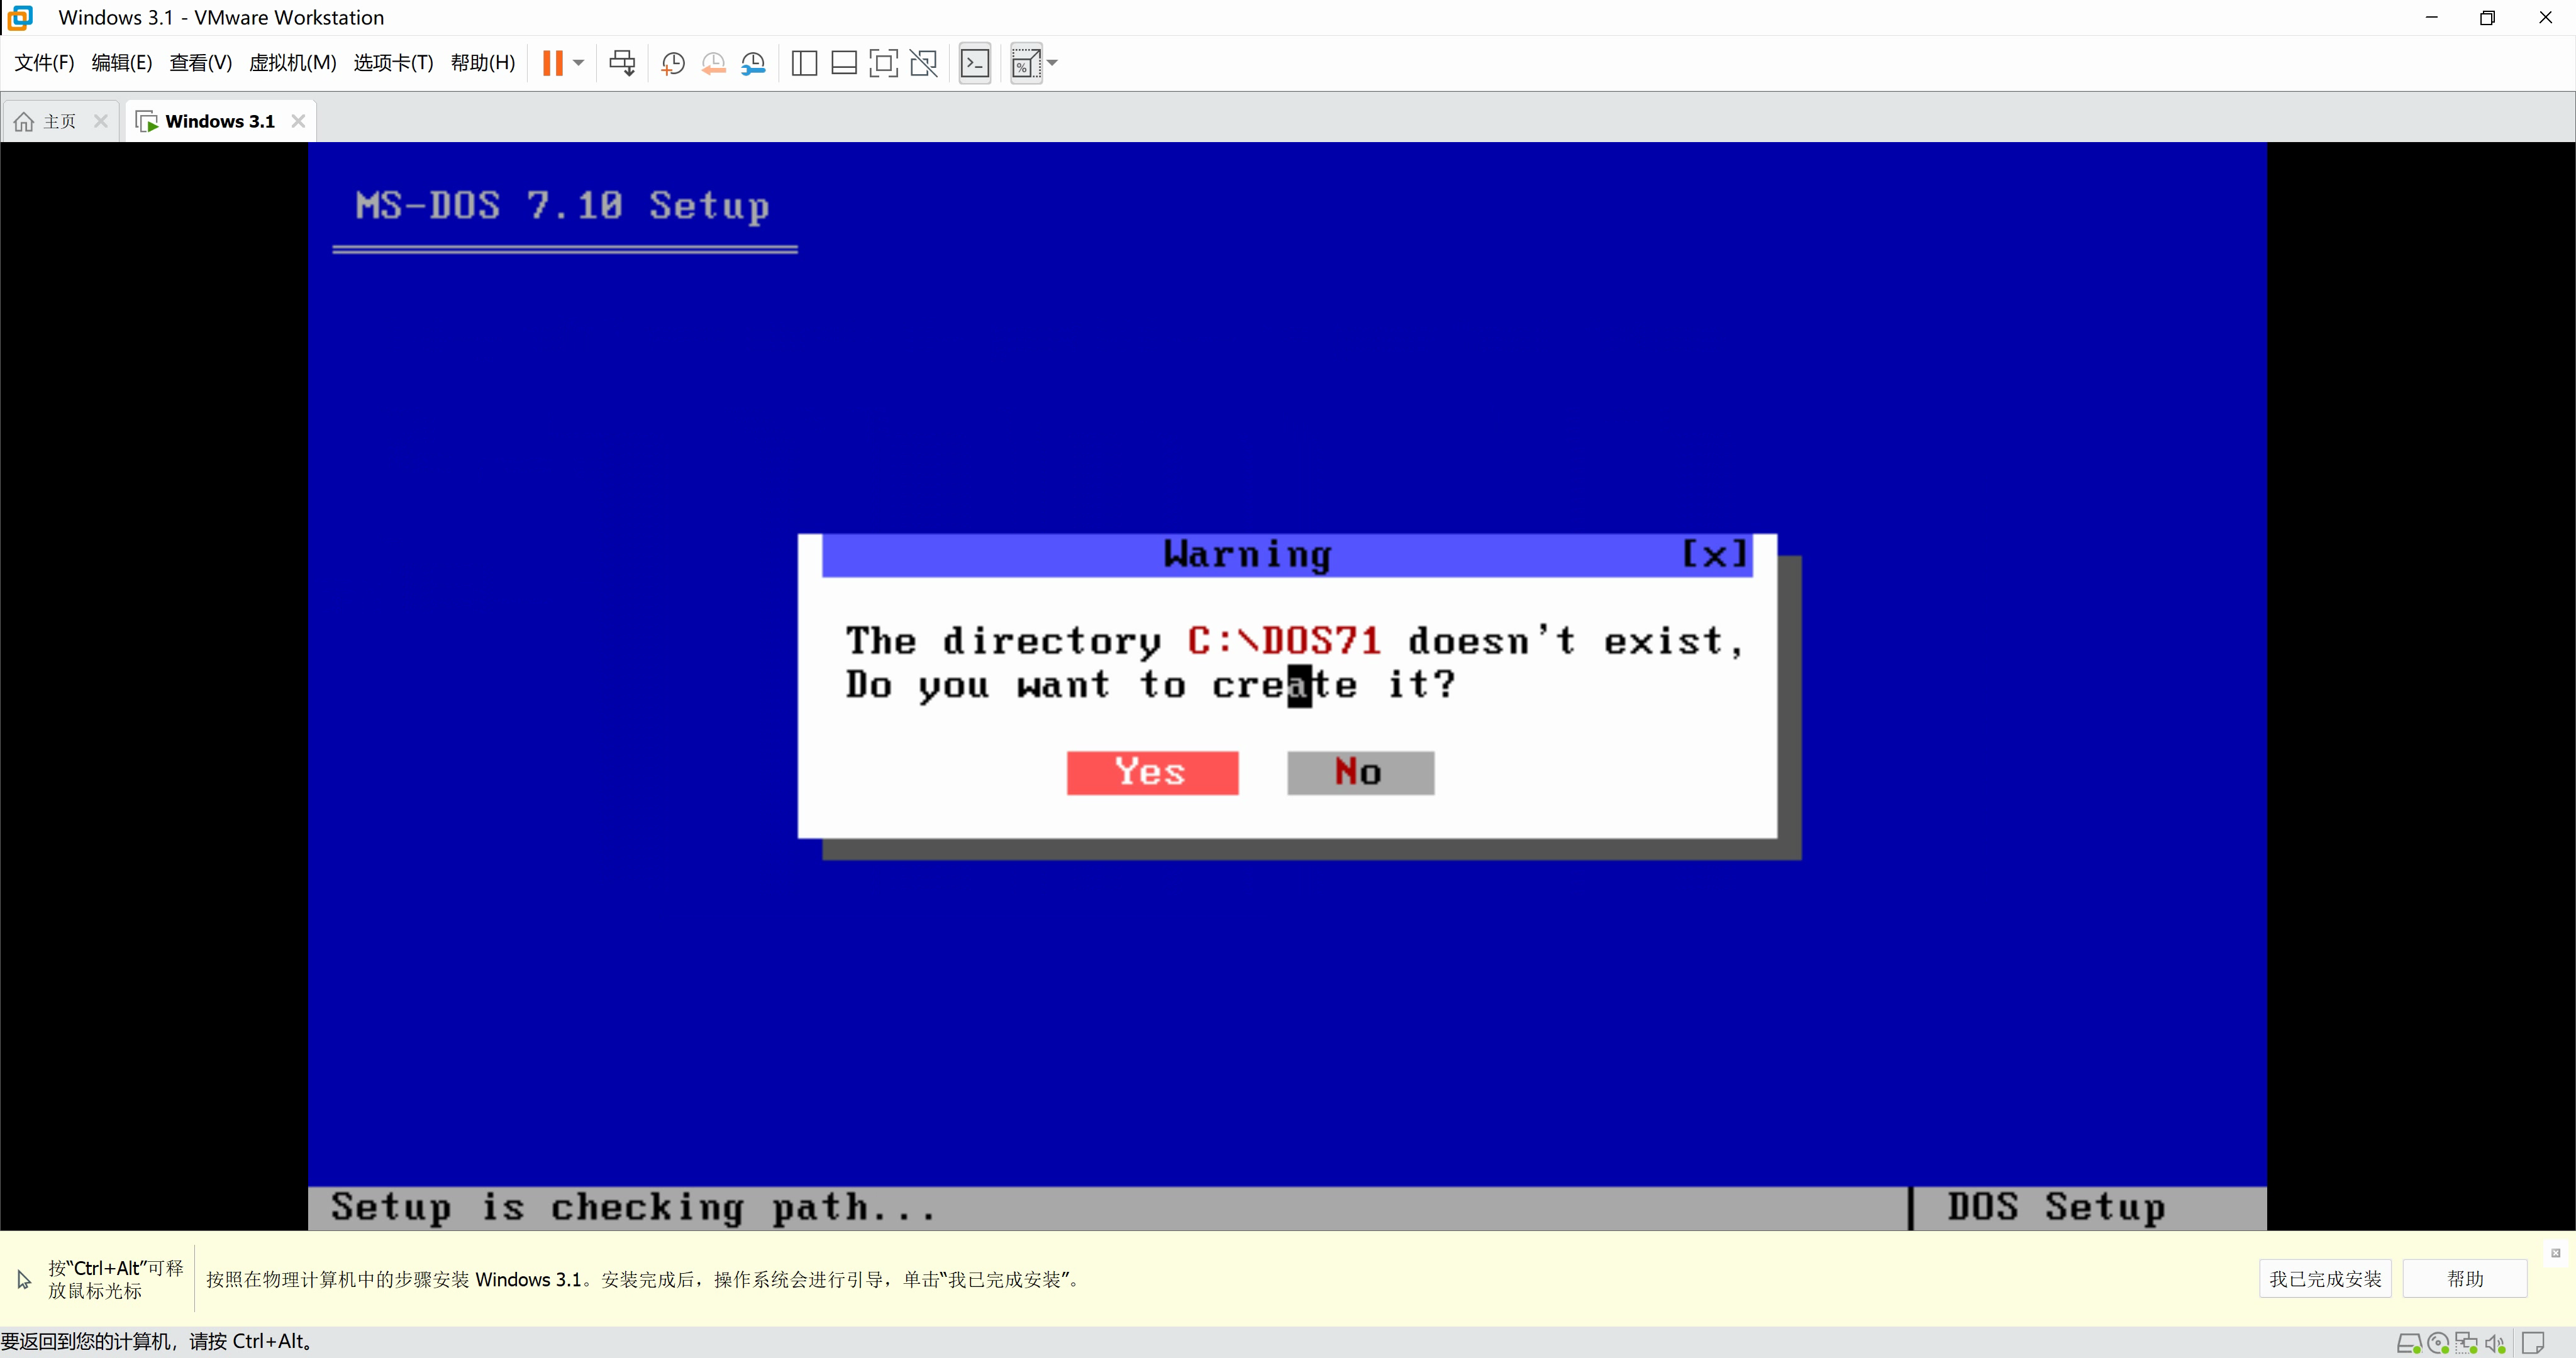 Windows 3.1 - VMware Workstation
文件(F) 编辑(E) 查看(V) 虚拟机(M) 选项卡(T) 帮助(H)
主页 Windows 3.1
MS-DOS 7.10 Setup
Warning [x]
The directory C:\DOS71 doesn't exist,
Do you want to create it?
Yes No
Setup is checking path... DOS Setup
按“Ctrl+Alt”可释
放鼠标光标
按照在物理计算机中的步骤安装 Windows 3.1。安装完成后，操作系统会进行引导，单击“我已完成安装”。
我已完成安装 帮助
要返回到您的计算机，请按 Ctrl+Alt。